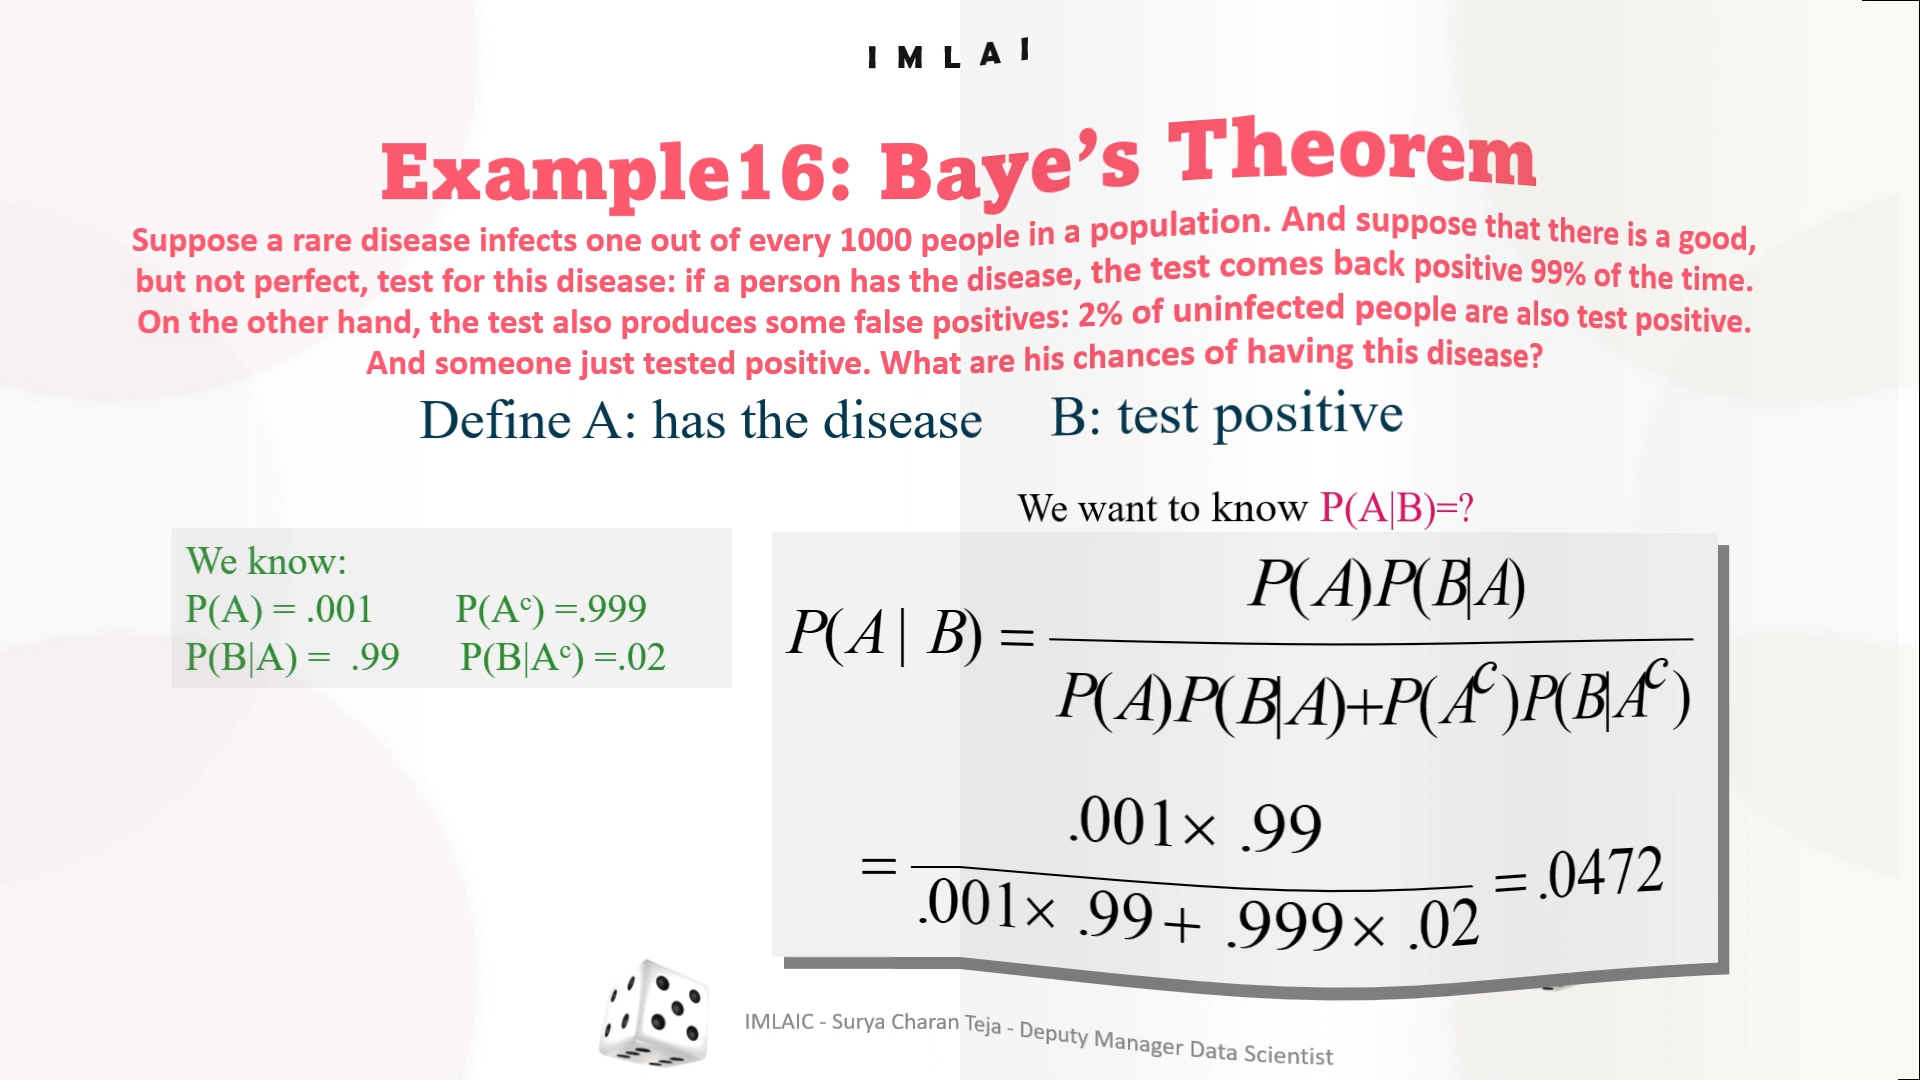 IMLAI
Example16: Baye’s Theorem
Suppose a rare disease infects one out of every 1000 people in a population. And suppose that there is a good,
but not perfect, test for this disease: if a person has the disease, the test comes back positive 99% of the time.
On the other hand, the test also produces some false positives: 2% of uninfected people are also test positive.
And someone just tested positive. What are his chances of having this disease?
Define A: has the disease B: test positive
We want to know P(A|B)=?
We know:
P(A) = .001 P(Aᶜ) =.999
P(B|A) = .99 P(B|Aᶜ) =.02
P(A)P(B|A)
P(A | B) =
P(A)P(B|A)+P(Aᶜ)P(B|Aᶜ)
.001× .99
= = .0472
.001× .99+ .999× .02
IMLAIC - Surya Charan Teja - Deputy Manager Data Scientist